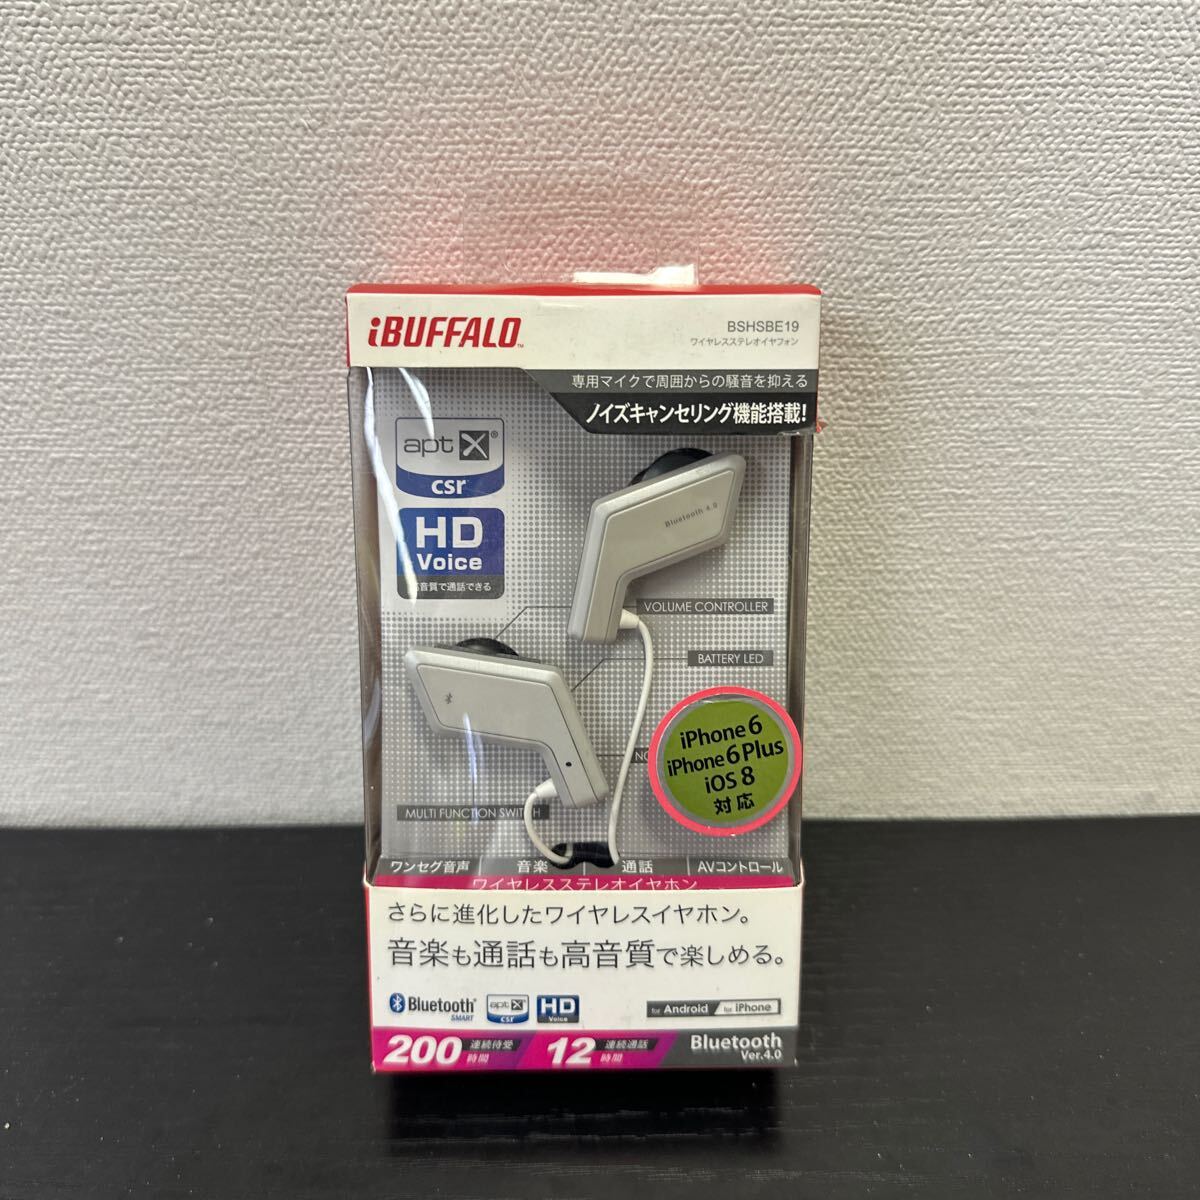 iBUFFALO™
BSHSBE19
ワイヤレスステレオイヤフォン
専用マイクで周囲からの騒音を抑える
ノイズキャンセリング機能搭載!
aptX®
csr
HD
Voice
高音質で通話できる
Bluetooth 4.0
VOLUME CONTROLLER
BATTERY LED
iPhone 6
iPhone 6 Plus
iOS 8
対応
MULTI FUNCTION SWITCH
ワンセグ音声
音楽
通話
AVコントロール
ワイヤレスステレオイヤホン
さらに進化したワイヤレスイヤホン。
音楽も通話も高音質で楽しめる。
Bluetooth®
SMART
aptX
csr
HD
Voice
for Android
for iPhone
200 連続待受時間
12 連続通話時間
Bluetooth
Ver.4.0